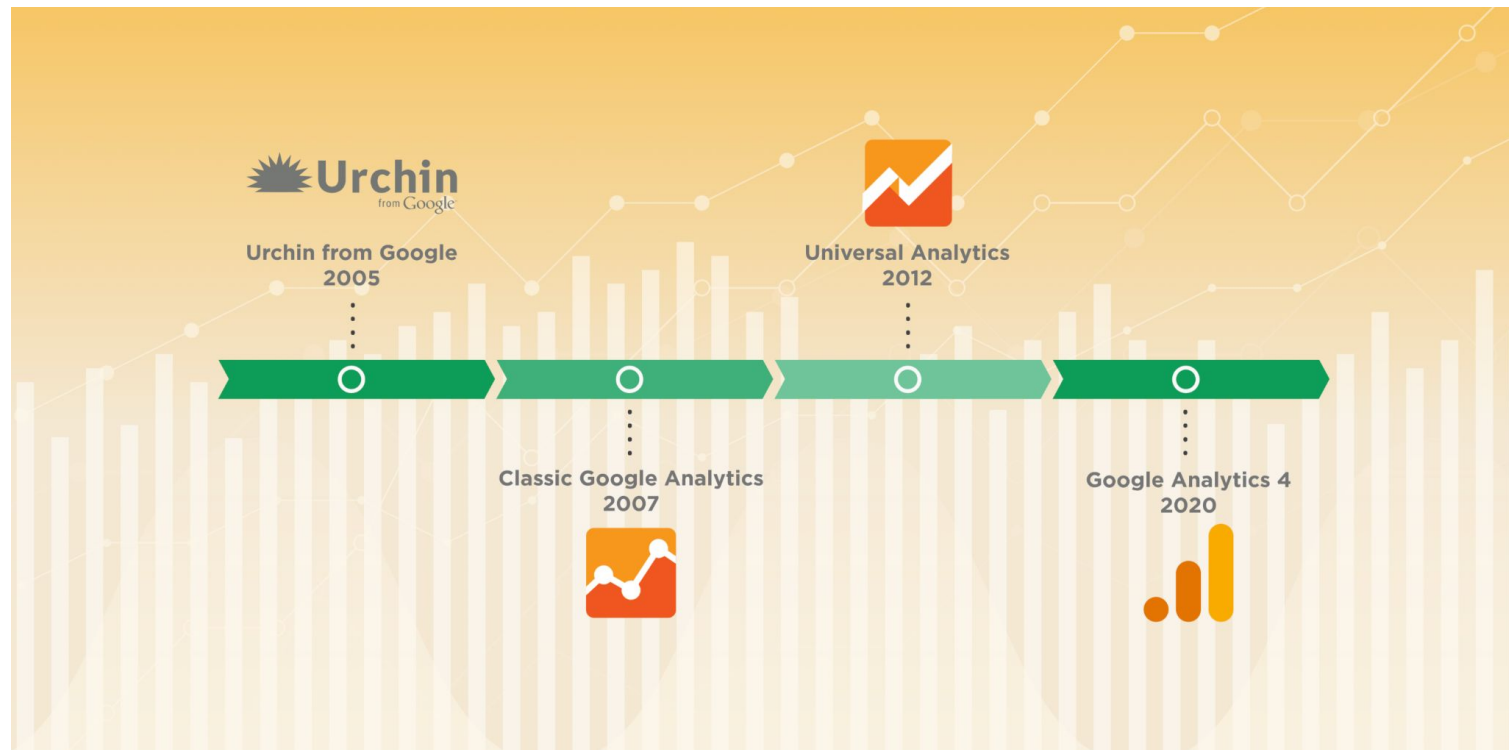 Urchin
from Google
Urchin from Google
2005
Classic Google Analytics
2007
Universal Analytics
2012
Google Analytics 4
2020